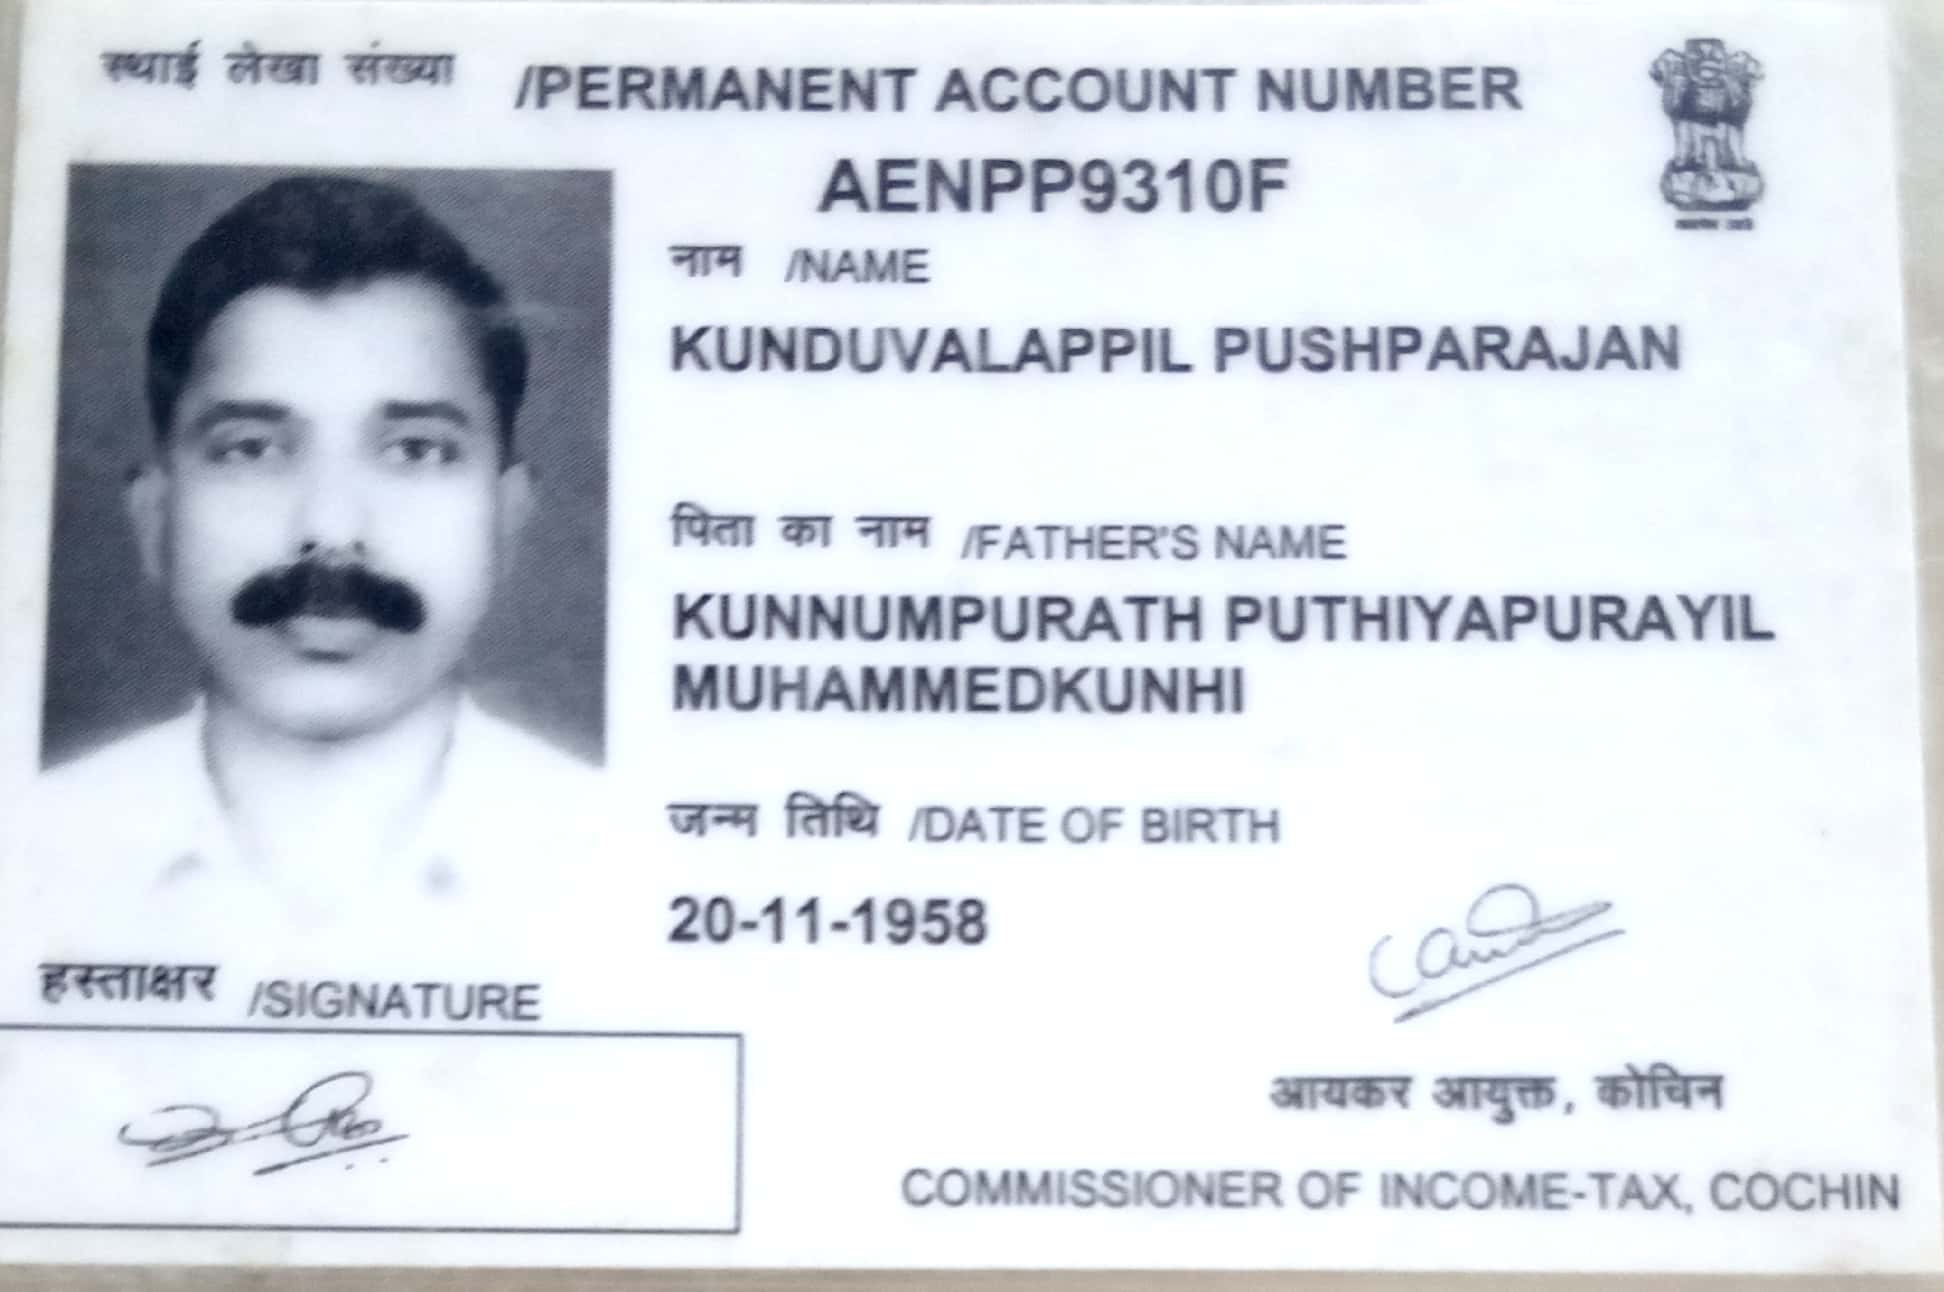 स्थाई लेखा संख्या /PERMANENT ACCOUNT NUMBER
AENPP9310F
नाम /NAME
KUNDUVALAPPIL PUSHPARAJAN
पिता का नाम /FATHER'S NAME
KUNNUMPURATH PUTHIYAPURAYIL
MUHAMMEDKUNHI
जन्म तिथि /DATE OF BIRTH
20-11-1958
हस्ताक्षर /SIGNATURE
आयकर आयुक्त, कोचिन
COMMISSIONER OF INCOME-TAX, COCHIN